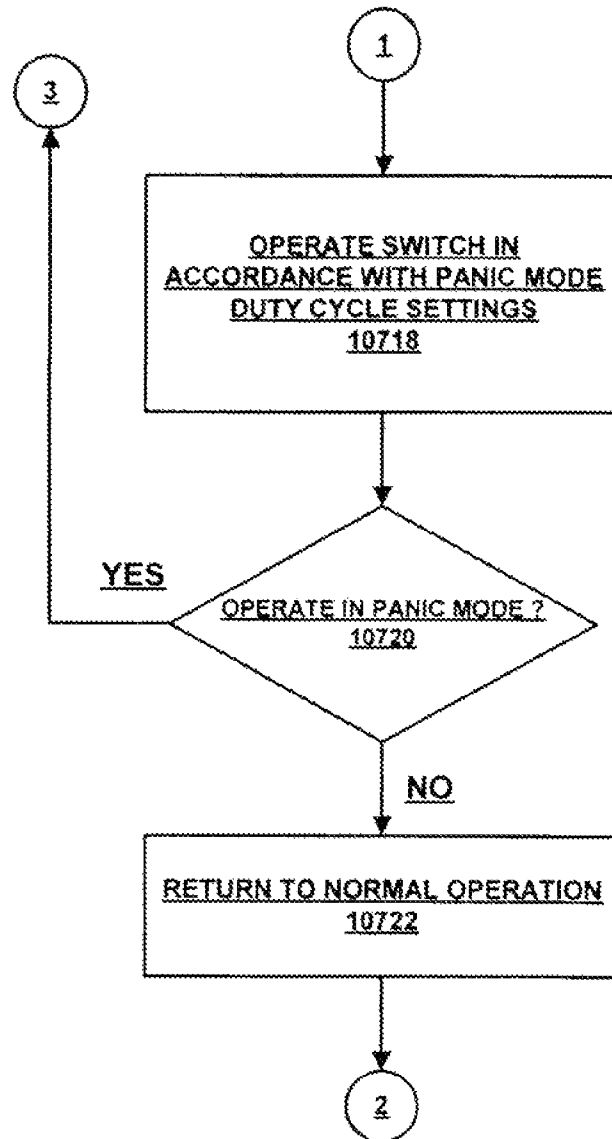 1
3
OPERATE SWITCH IN
ACCORDANCE WITH PANIC MODE
DUTY CYCLE SETTINGS
10718
YES
OPERATE IN PANIC MODE ?
10720
NO
RETURN TO NORMAL OPERATION
10722
2